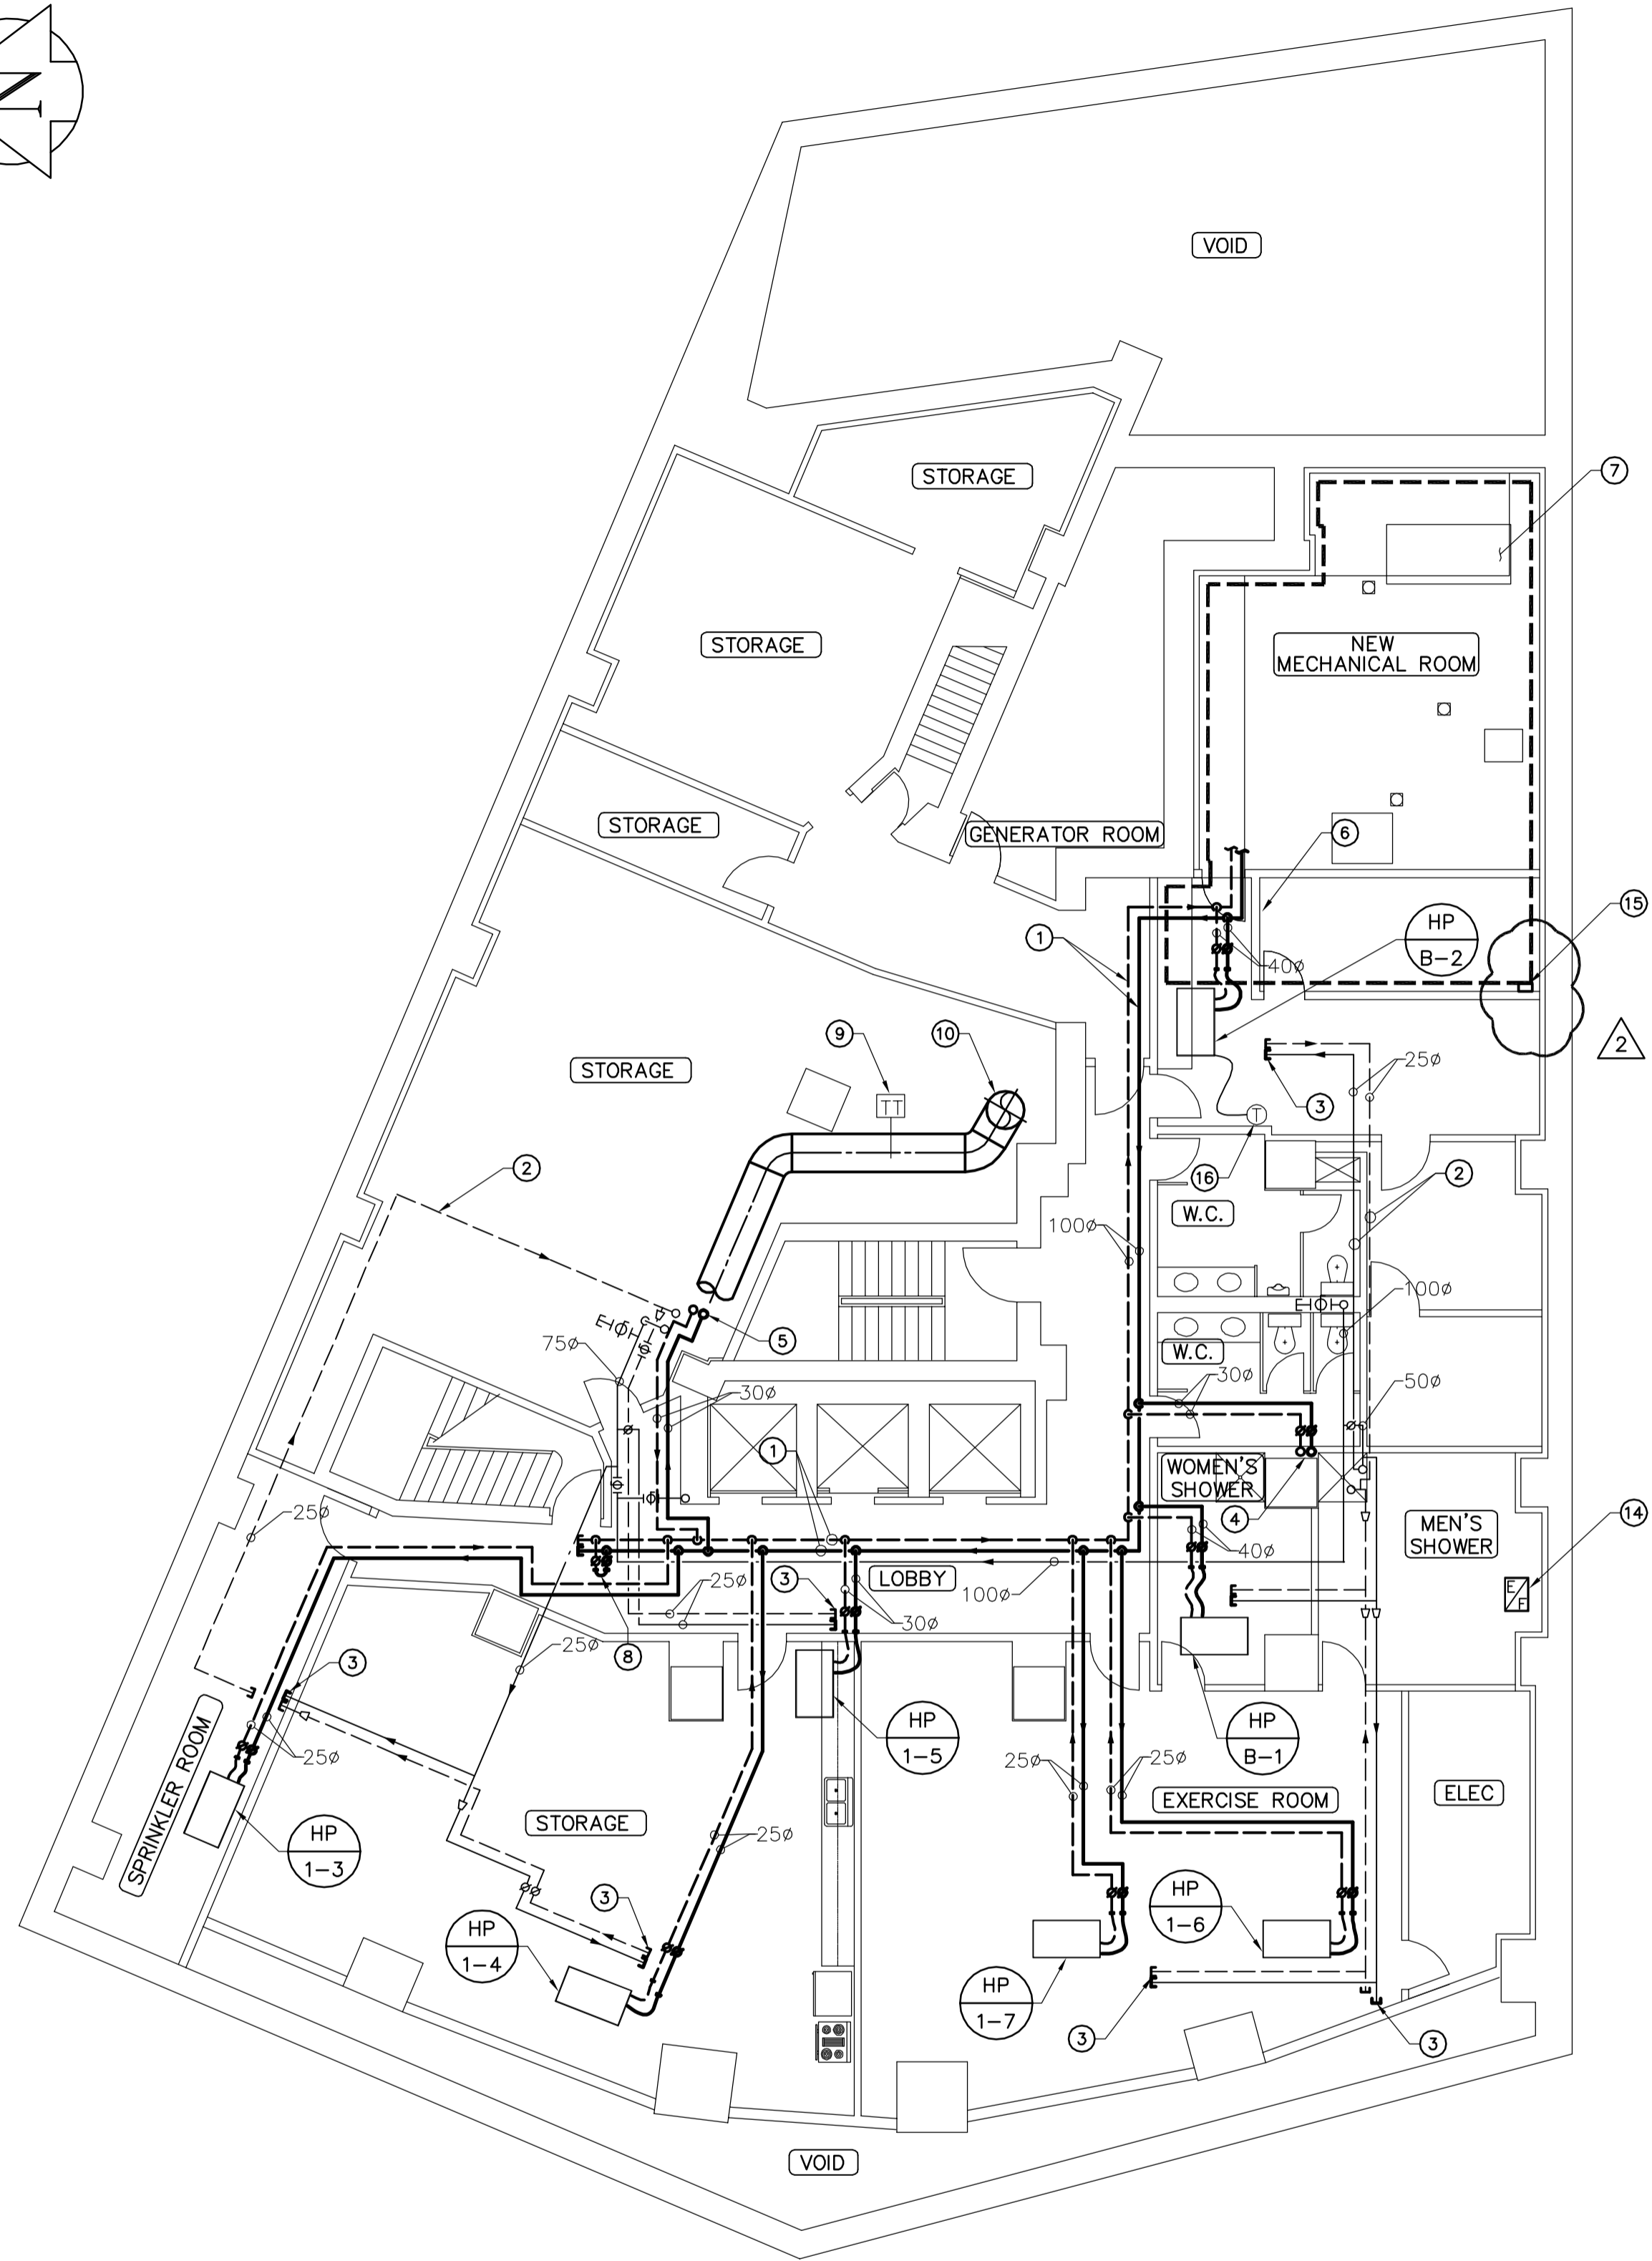 N
VOID
STORAGE
7
STORAGE
NEW
MECHANICAL ROOM
STORAGE
GENERATOR ROOM
6
15
1
HP
B-2
40ø
9
10
2
STORAGE
TT
25ø
3
T
2
16
2
W.C.
100ø
100ø
75ø
5
W.C.
30ø
30ø
50ø
1
WOMEN'S
SHOWER
4
MEN'S
SHOWER
14
25ø
40ø
E
F
25ø
3
LOBBY
100ø
30ø
25ø
8
3
SPRINKLER ROOM
25ø
HP
1-5
HP
B-1
25ø
25ø
EXERCISE ROOM
ELEC
HP
1-3
STORAGE
25ø
3
HP
1-4
HP
1-6
HP
1-7
3
3
VOID